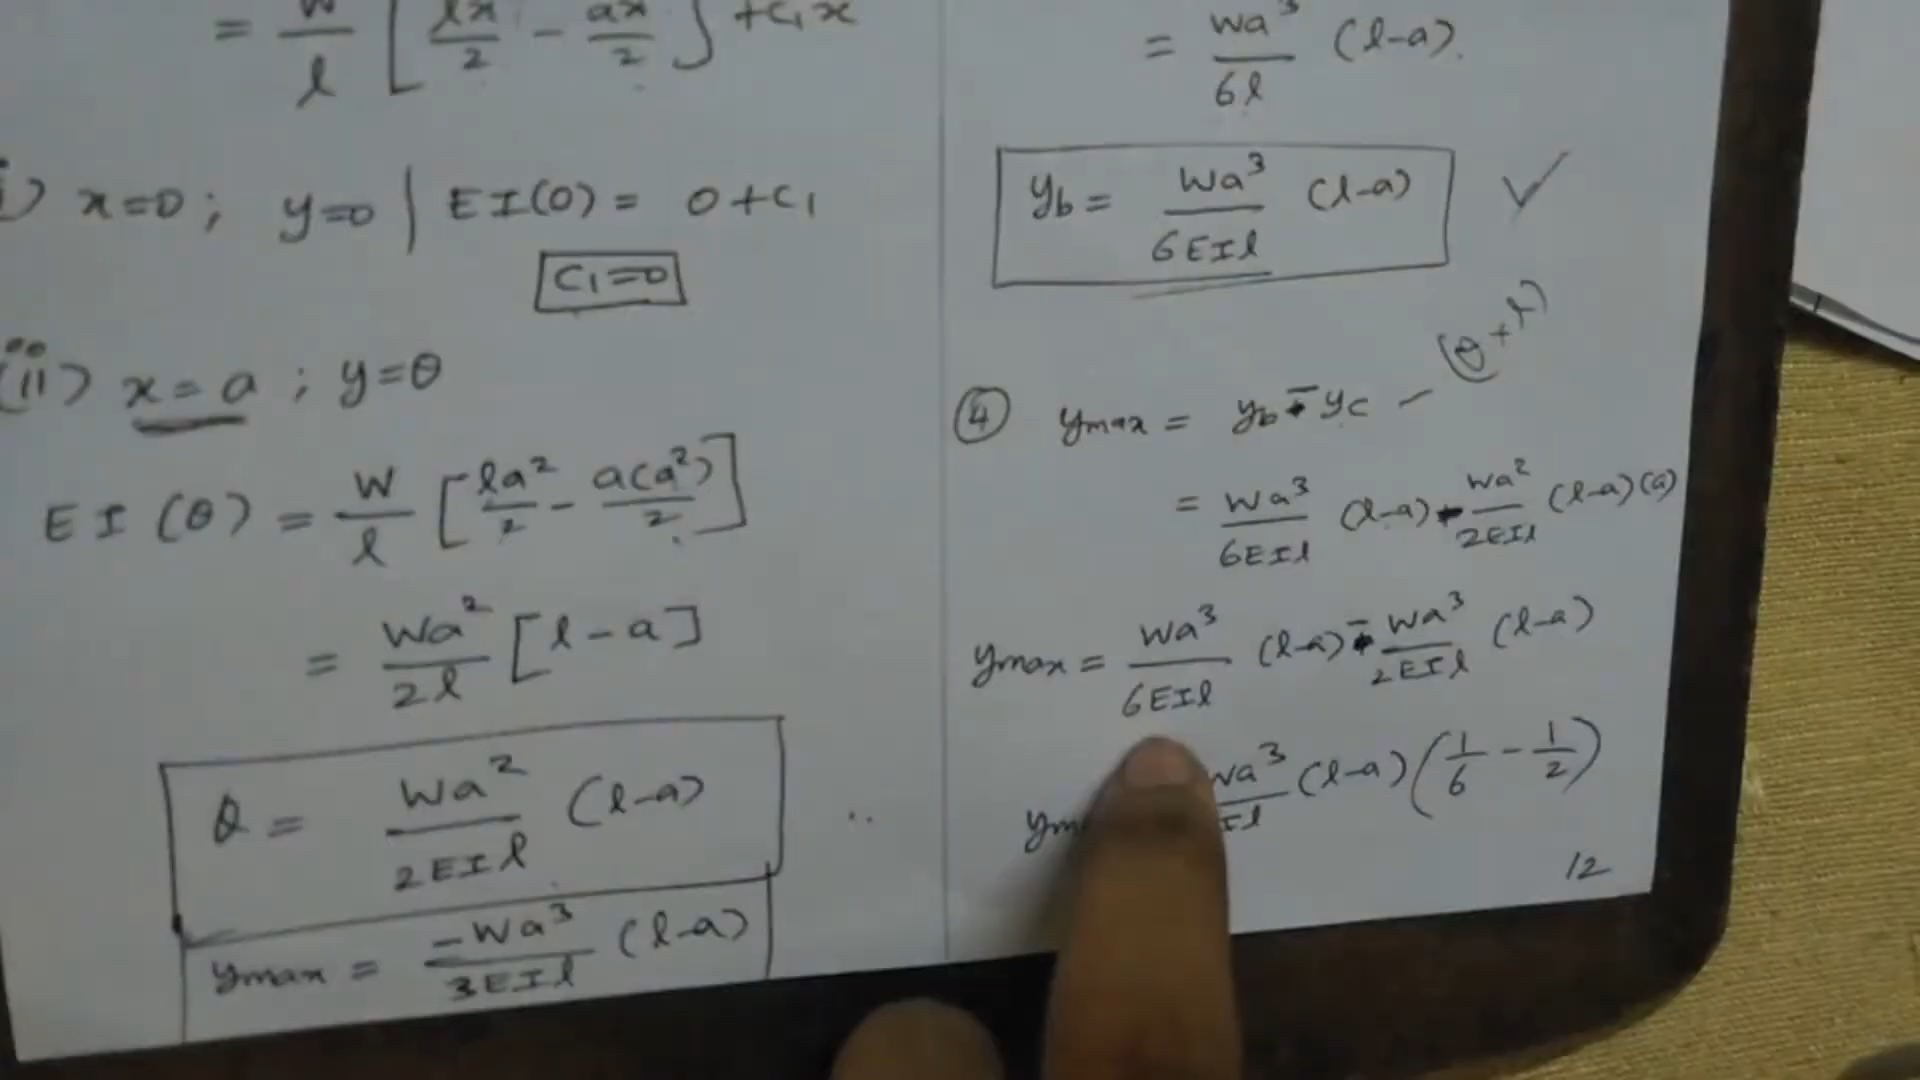 = W/l [lx/2 - ax/2] + C₁x
i) x=0; y=0 | EI(0) = 0+C₁
C₁=0
(ii) x=a ; y=θ
EI(θ) = W/l [la²/2 - a(a²)/2]
= Wa²/2l [l-a]
θ = Wa²/2EIl (l-a)
ymax = -Wa³/3EIl (l-a)
= Wa³/6l (l-a).
yb = Wa³/6EIl (l-a) ✓
④ ymax = yb - yc -
= Wa³/6EIl (l-a) - Wa²/2EIl (l-a)(a)
ymax = Wa³/6EIl (l-a) - Wa³/2EIl (l-a)
Wa³/Il (l-a) (1/6 - 1/2)
12